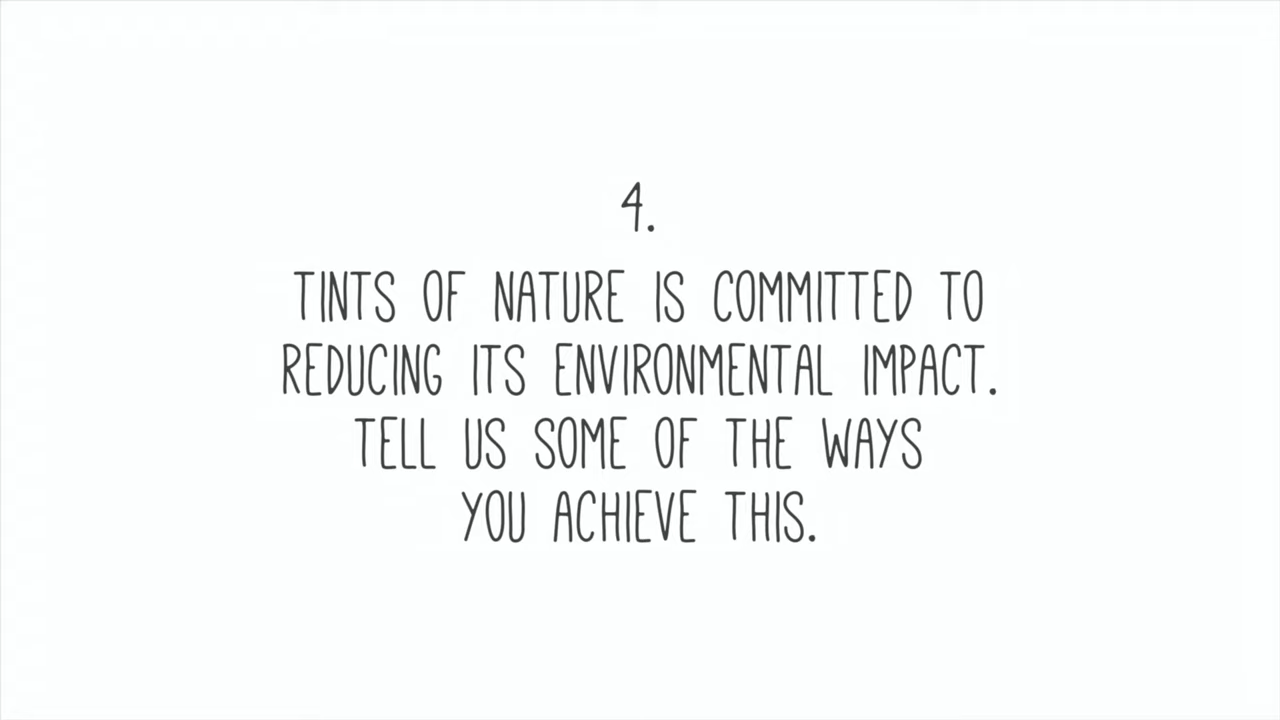 4.
TINTS OF NATURE IS COMMITTED TO
REDUCING ITS ENVIRONMENTAL IMPACT.
TELL US SOME OF THE WAYS
YOU ACHIEVE THIS.